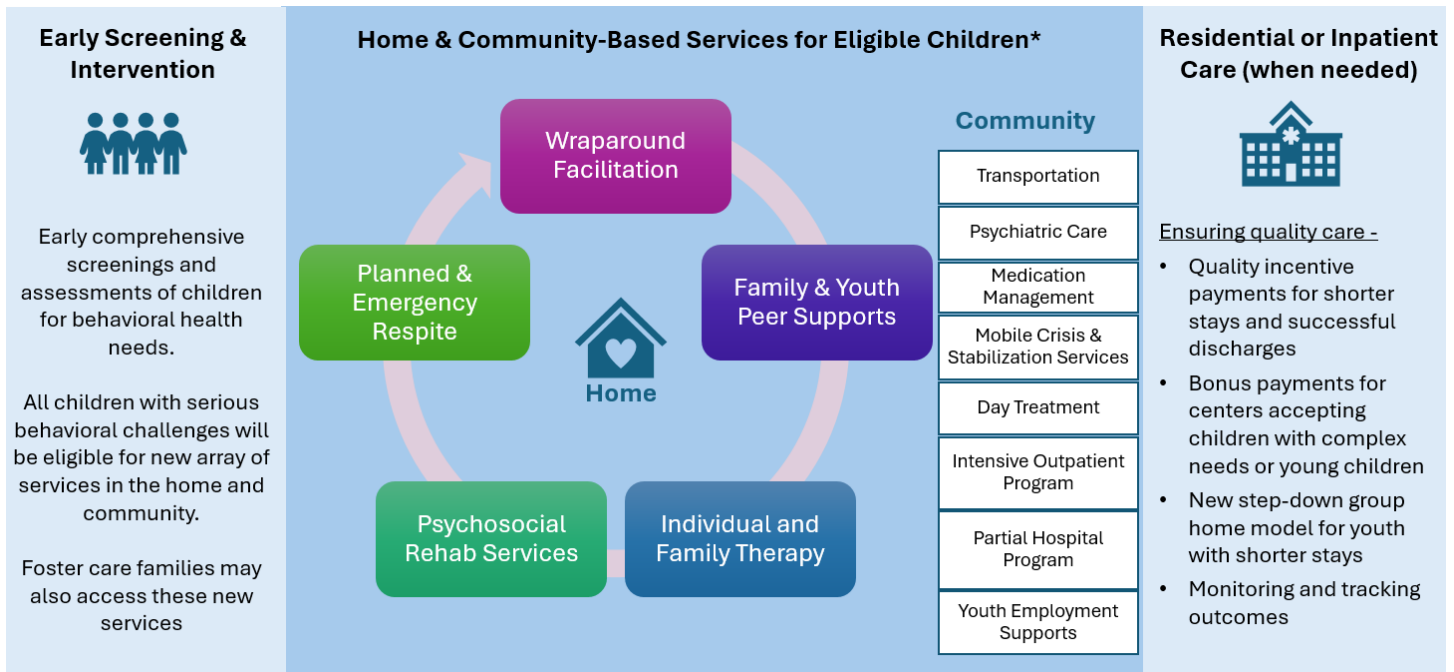 Early Screening &
Intervention
Early comprehensive
screenings and
assessments of children
for behavioral health
needs.
All children with serious
behavioral challenges will
be eligible for new array of
services in the home and
community.
Foster care families may
also access these new
services
Home & Community-Based Services for Eligible Children*
Wraparound
Facilitation
Family & Youth
Peer Supports
Individual and
Family Therapy
Psychosocial
Rehab Services
Planned &
Emergency
Respite
Home
Community
Transportation
Psychiatric Care
Medication
Management
Mobile Crisis &
Stabilization Services
Day Treatment
Intensive Outpatient
Program
Partial Hospital
Program
Youth Employment
Supports
Residential or Inpatient
Care (when needed)
Ensuring quality care -
• Quality incentive
payments for shorter
stays and successful
discharges
• Bonus payments for
centers accepting
children with complex
needs or young children
• New step-down group
home model for youth
with shorter stays
• Monitoring and tracking
outcomes